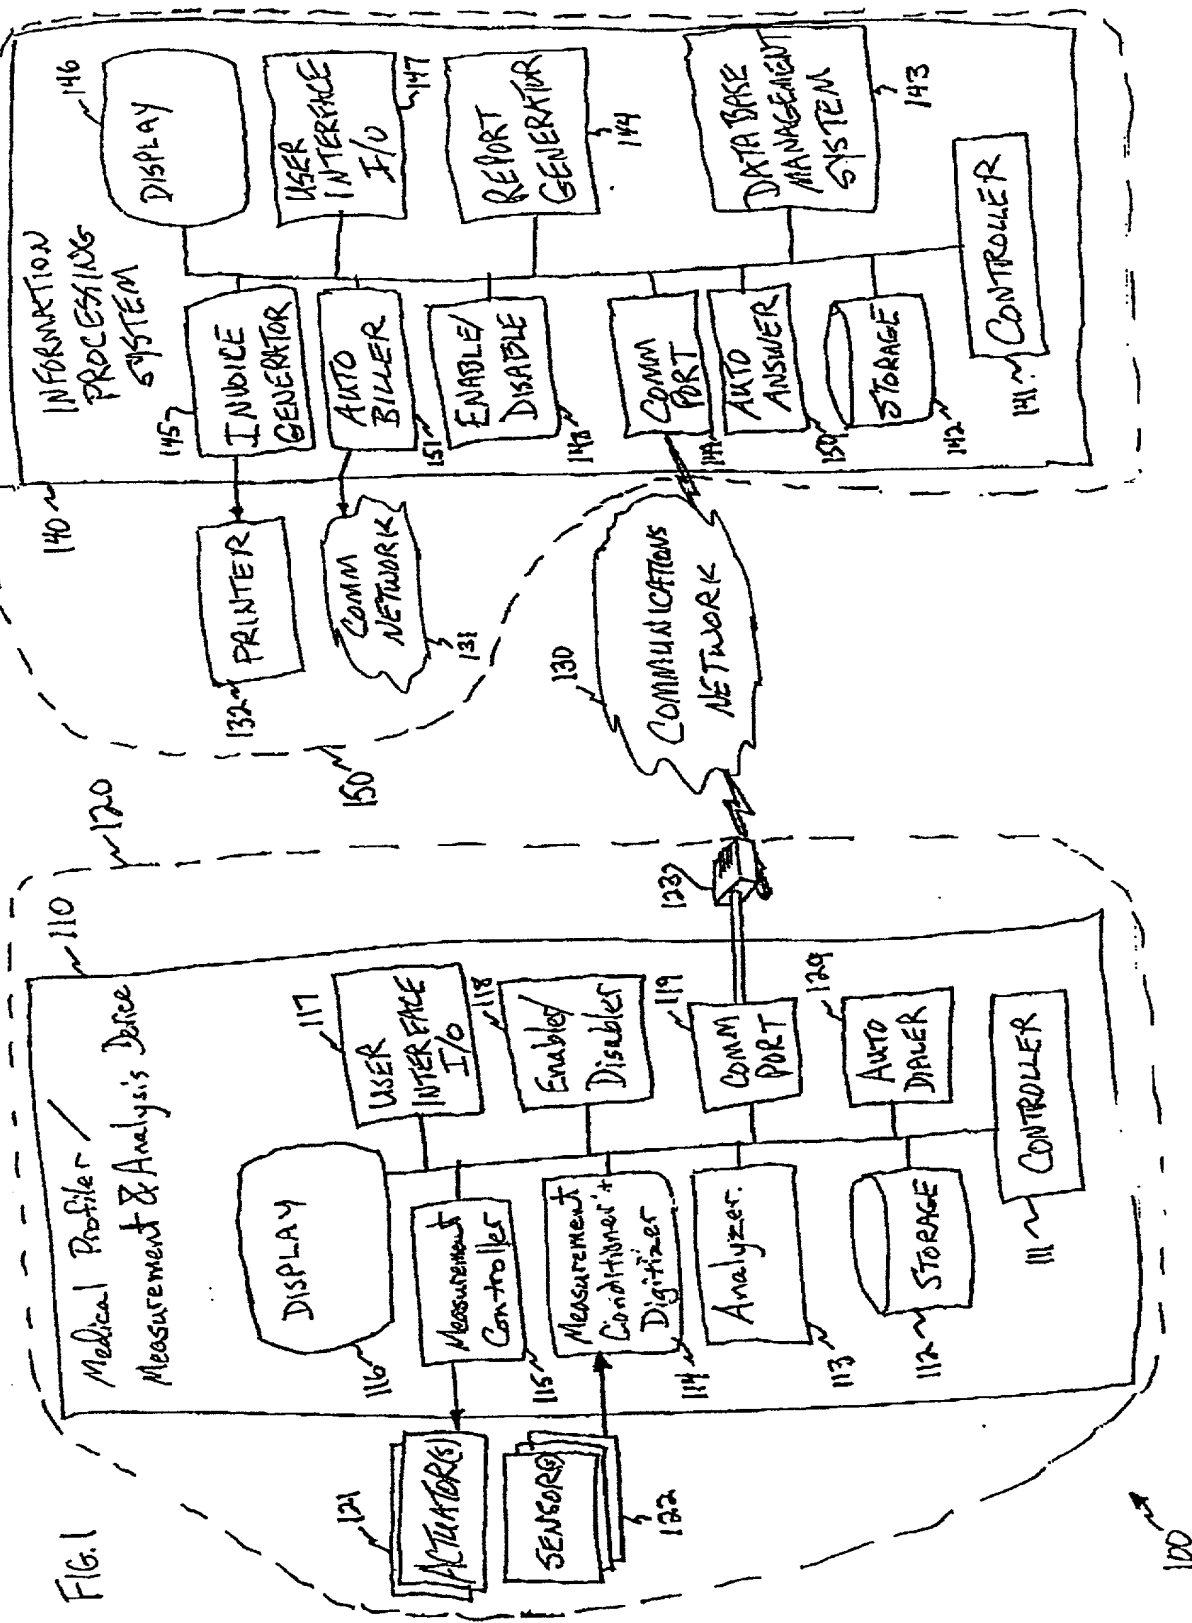 FIG. 1
100
Medical Profiler /
Measurement & Analysis Device
110
120
121
ACTUATOR(S)
SENSOR(S)
122
DISPLAY
116
Measurement
Controller
115
Measurement
Conditioner +
Digitizer
114
Analyzer
113
STORAGE
112
CONTROLLER
111
117
USER
INTERFACE
I/O
118
Enabler/
Disabler
119
COMM
PORT
129
AUTO
DIALER
123
130
COMMUNICATIONS
NETWORK
150
132
PRINTER
COMM
NETWORK
131
140
INFORMATION
PROCESSING
SYSTEM
145
INVOICE
GENERATOR
AUTO
BILLER
151
ENABLE/
DISABLE
148
COMM
PORT
149
AUTO
ANSWER
150
STORAGE
142
CONTROLLER
141
146
DISPLAY
USER
INTERFACE
I/O
147
REPORT
GENERATOR
144
DATABASE
MANAGEMENT
SYSTEM
143